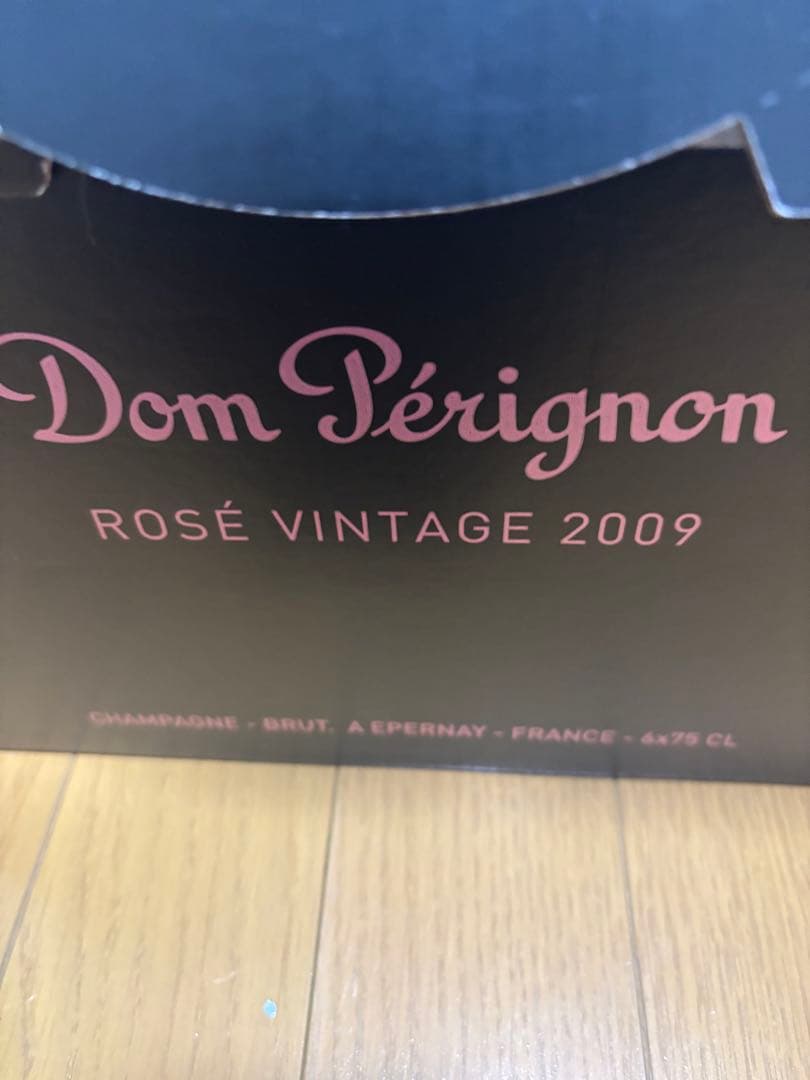 Dom Pérignon
ROSÉ VINTAGE 2009
CHAMPAGNE - BRUT. A EPERNAY - FRANCE - 6x75 CL